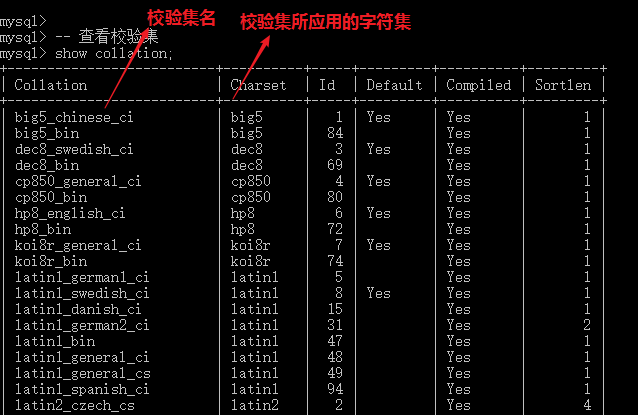 校验集名
校验集所应用的字符集
mysql>
mysql> -- 查看校验集
mysql> show collation;
+--------------------------+----------+-----+---------+----------+---------+
| Collation | Charset | Id | Default | Compiled | Sortlen |
+--------------------------+----------+-----+---------+----------+---------+
| big5_chinese_ci | big5 | 1 | Yes | Yes | 1 |
| big5_bin | big5 | 84 | | Yes | 1 |
| dec8_swedish_ci | dec8 | 3 | Yes | Yes | 1 |
| dec8_bin | dec8 | 69 | | Yes | 1 |
| cp850_general_ci | cp850 | 4 | Yes | Yes | 1 |
| cp850_bin | cp850 | 80 | | Yes | 1 |
| hp8_english_ci | hp8 | 6 | Yes | Yes | 1 |
| hp8_bin | hp8 | 72 | | Yes | 1 |
| koi8r_general_ci | koi8r | 7 | Yes | Yes | 1 |
| koi8r_bin | koi8r | 74 | | Yes | 1 |
| latin1_german1_ci | latin1 | 5 | | Yes | 1 |
| latin1_swedish_ci | latin1 | 8 | Yes | Yes | 1 |
| latin1_danish_ci | latin1 | 15 | | Yes | 1 |
| latin1_german2_ci | latin1 | 31 | | Yes | 2 |
| latin1_bin | latin1 | 47 | | Yes | 1 |
| latin1_general_ci | latin1 | 48 | | Yes | 1 |
| latin1_general_cs | latin1 | 49 | | Yes | 1 |
| latin1_spanish_ci | latin1 | 94 | | Yes | 1 |
| latin2_czech_cs | latin2 | 2 | | Yes | 4 |